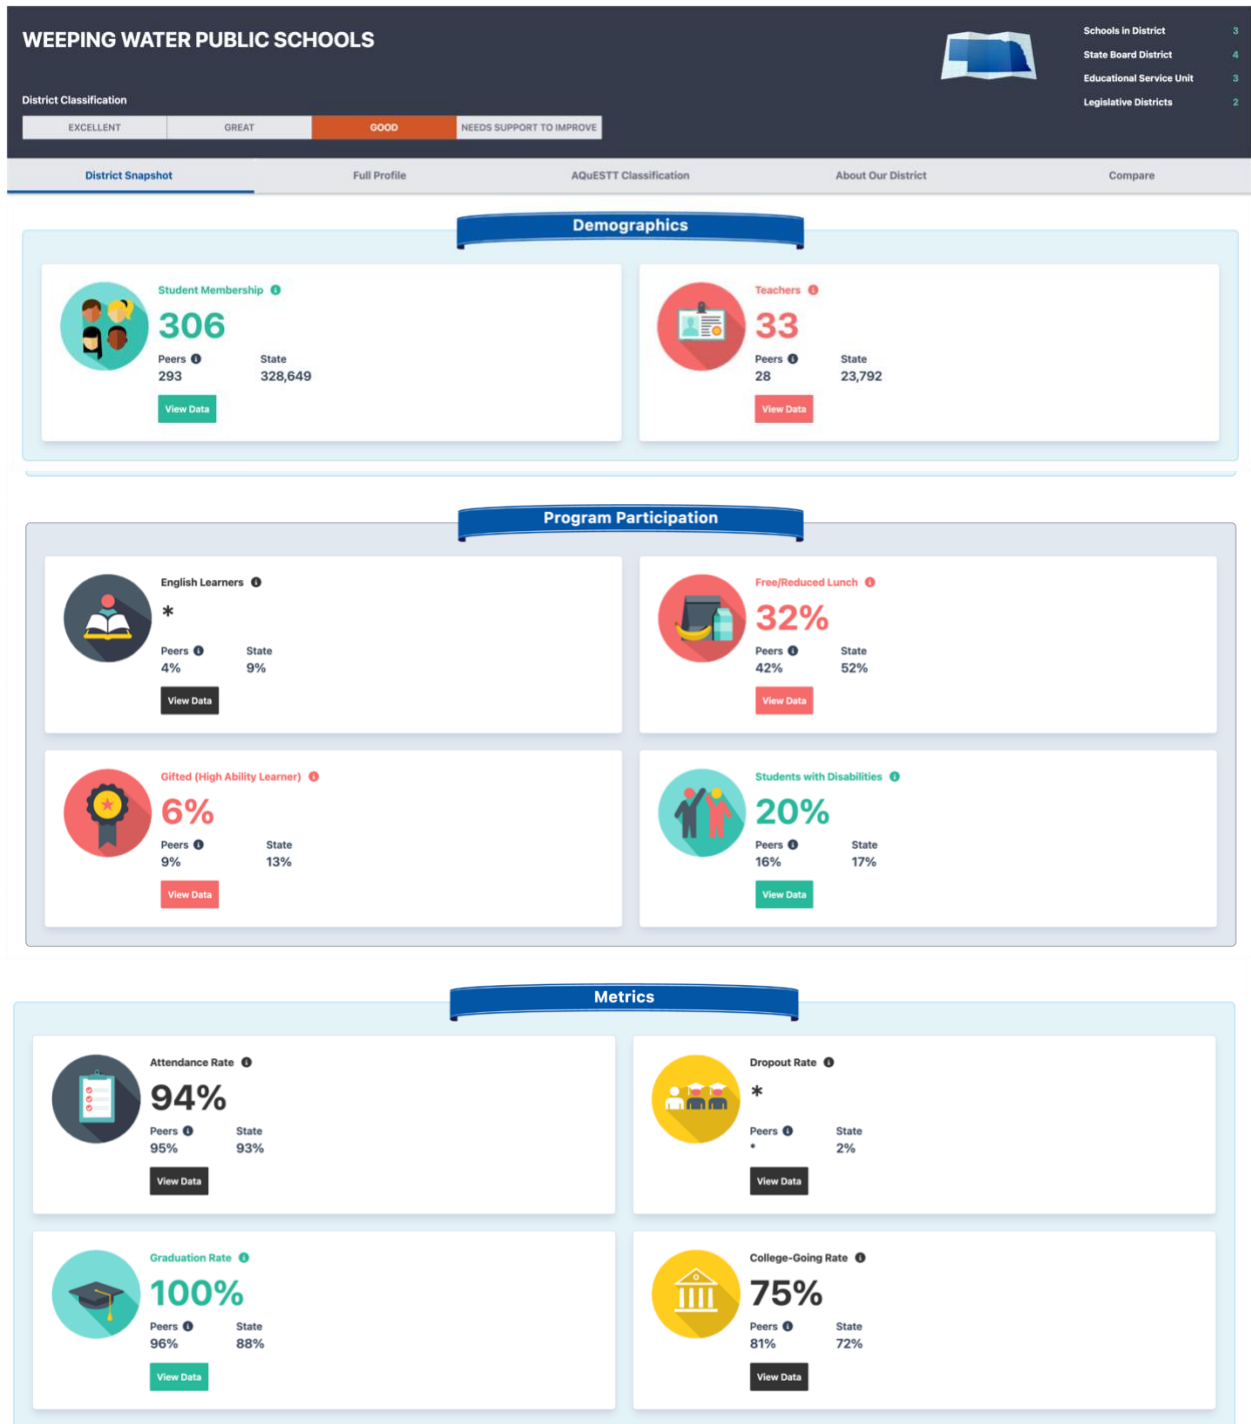 WEEPING WATER PUBLIC SCHOOLS
Schools in District 3
State Board District 4
Educational Service Unit 3
Legislative Districts 2
District Classification
EXCELLENT GREAT GOOD NEEDS SUPPORT TO IMPROVE
District Snapshot Full Profile AQuESTT Classification About Our District Compare
Demographics
Student Membership
306
Peers State
293 328,649
View Data
Teachers
33
Peers State
28 23,792
View Data
Program Participation
English Learners
*
Peers State
4% 9%
View Data
Free/Reduced Lunch
32%
Peers State
42% 52%
View Data
Gifted (High Ability Learner)
6%
Peers State
9% 13%
View Data
Students with Disabilities
20%
Peers State
16% 17%
View Data
Metrics
Attendance Rate
94%
Peers State
95% 93%
View Data
Dropout Rate
*
Peers State
* 2%
View Data
Graduation Rate
100%
Peers State
96% 88%
View Data
College-Going Rate
75%
Peers State
81% 72%
View Data